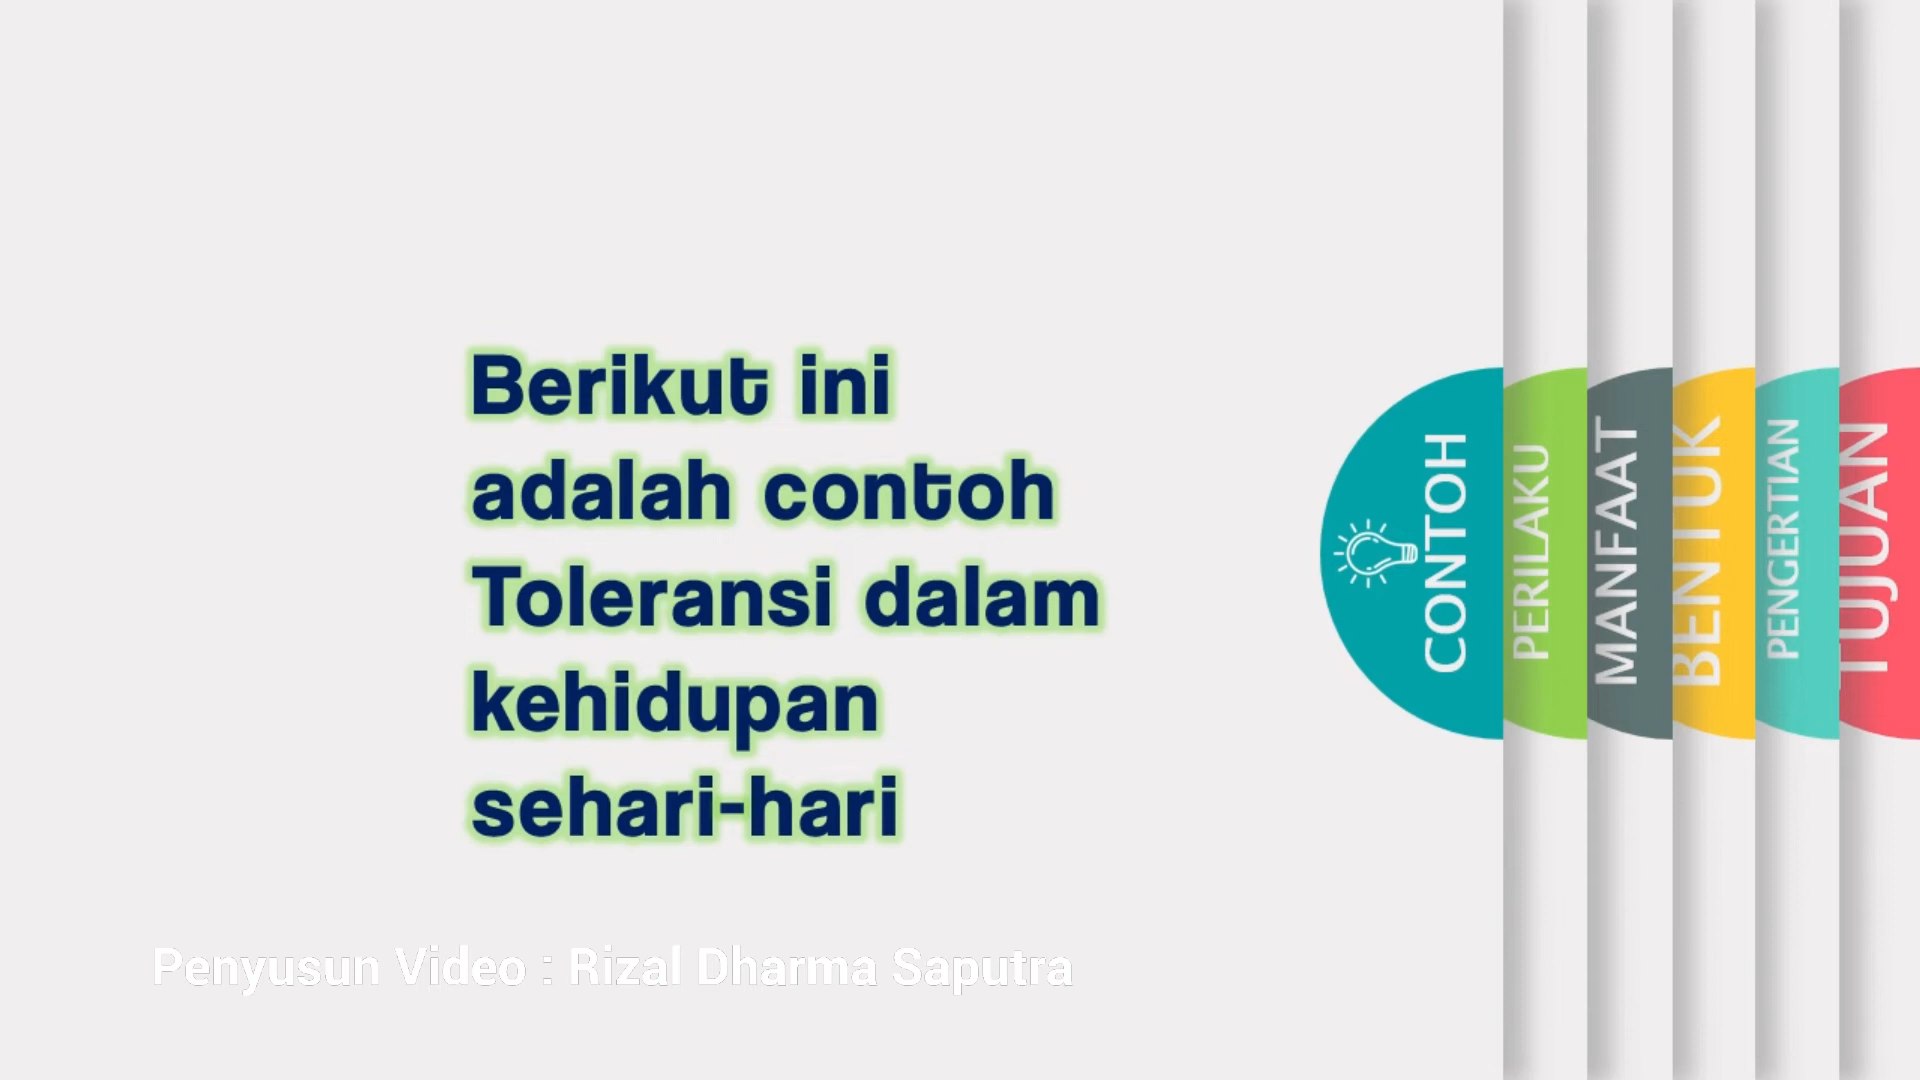 Berikut ini
adalah contoh
Toleransi dalam
kehidupan
sehari-hari
CONTOH
PERILAKU
MANFAAT
BENTUK
PENGERTIAN
TUJUAN
Penyusun Video : Rizal Dharma Saputra